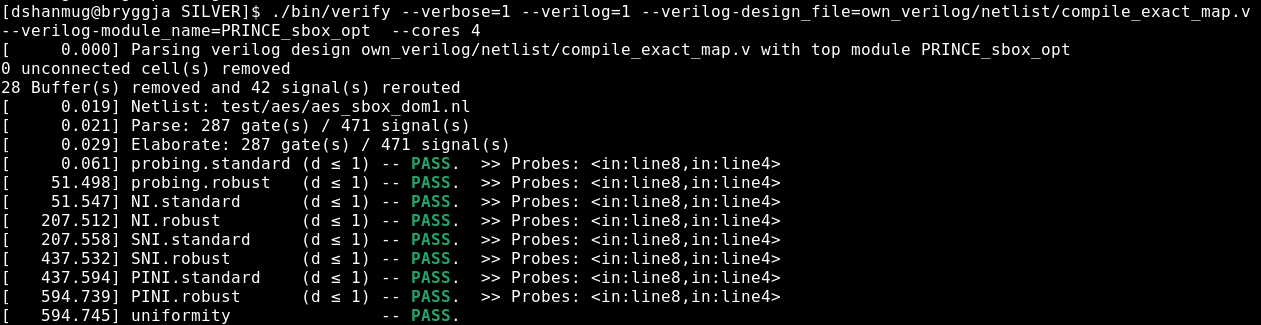 [dshanmug@bryggja SILVER]$ ./bin/verify --verbose=1 --verilog=1 --verilog-design_file=own_verilog/netlist/compile_exact_map.v
--verilog-module_name=PRINCE_sbox_opt  --cores 4
[     0.000] Parsing verilog design own_verilog/netlist/compile_exact_map.v with top module PRINCE_sbox_opt
0 unconnected cell(s) removed
28 Buffer(s) removed and 42 signal(s) rerouted
[     0.019] Netlist: test/aes/aes_sbox_dom1.nl
[     0.021] Parse: 287 gate(s) / 471 signal(s)
[     0.029] Elaborate: 287 gate(s) / 471 signal(s)
[     0.061] probing.standard (d ≤ 1) -- PASS.  >> Probes: <in:line8,in:line4>
[    51.498] probing.robust   (d ≤ 1) -- PASS.  >> Probes: <in:line8,in:line4>
[    51.547] NI.standard      (d ≤ 1) -- PASS.  >> Probes: <in:line8,in:line4>
[   207.512] NI.robust        (d ≤ 1) -- PASS.  >> Probes: <in:line8,in:line4>
[   207.558] SNI.standard     (d ≤ 1) -- PASS.  >> Probes: <in:line8,in:line4>
[   437.532] SNI.robust       (d ≤ 1) -- PASS.  >> Probes: <in:line8,in:line4>
[   437.594] PINI.standard    (d ≤ 1) -- PASS.  >> Probes: <in:line8,in:line4>
[   594.739] PINI.robust      (d ≤ 1) -- PASS.  >> Probes: <in:line8,in:line4>
[   594.745] uniformity               -- PASS.